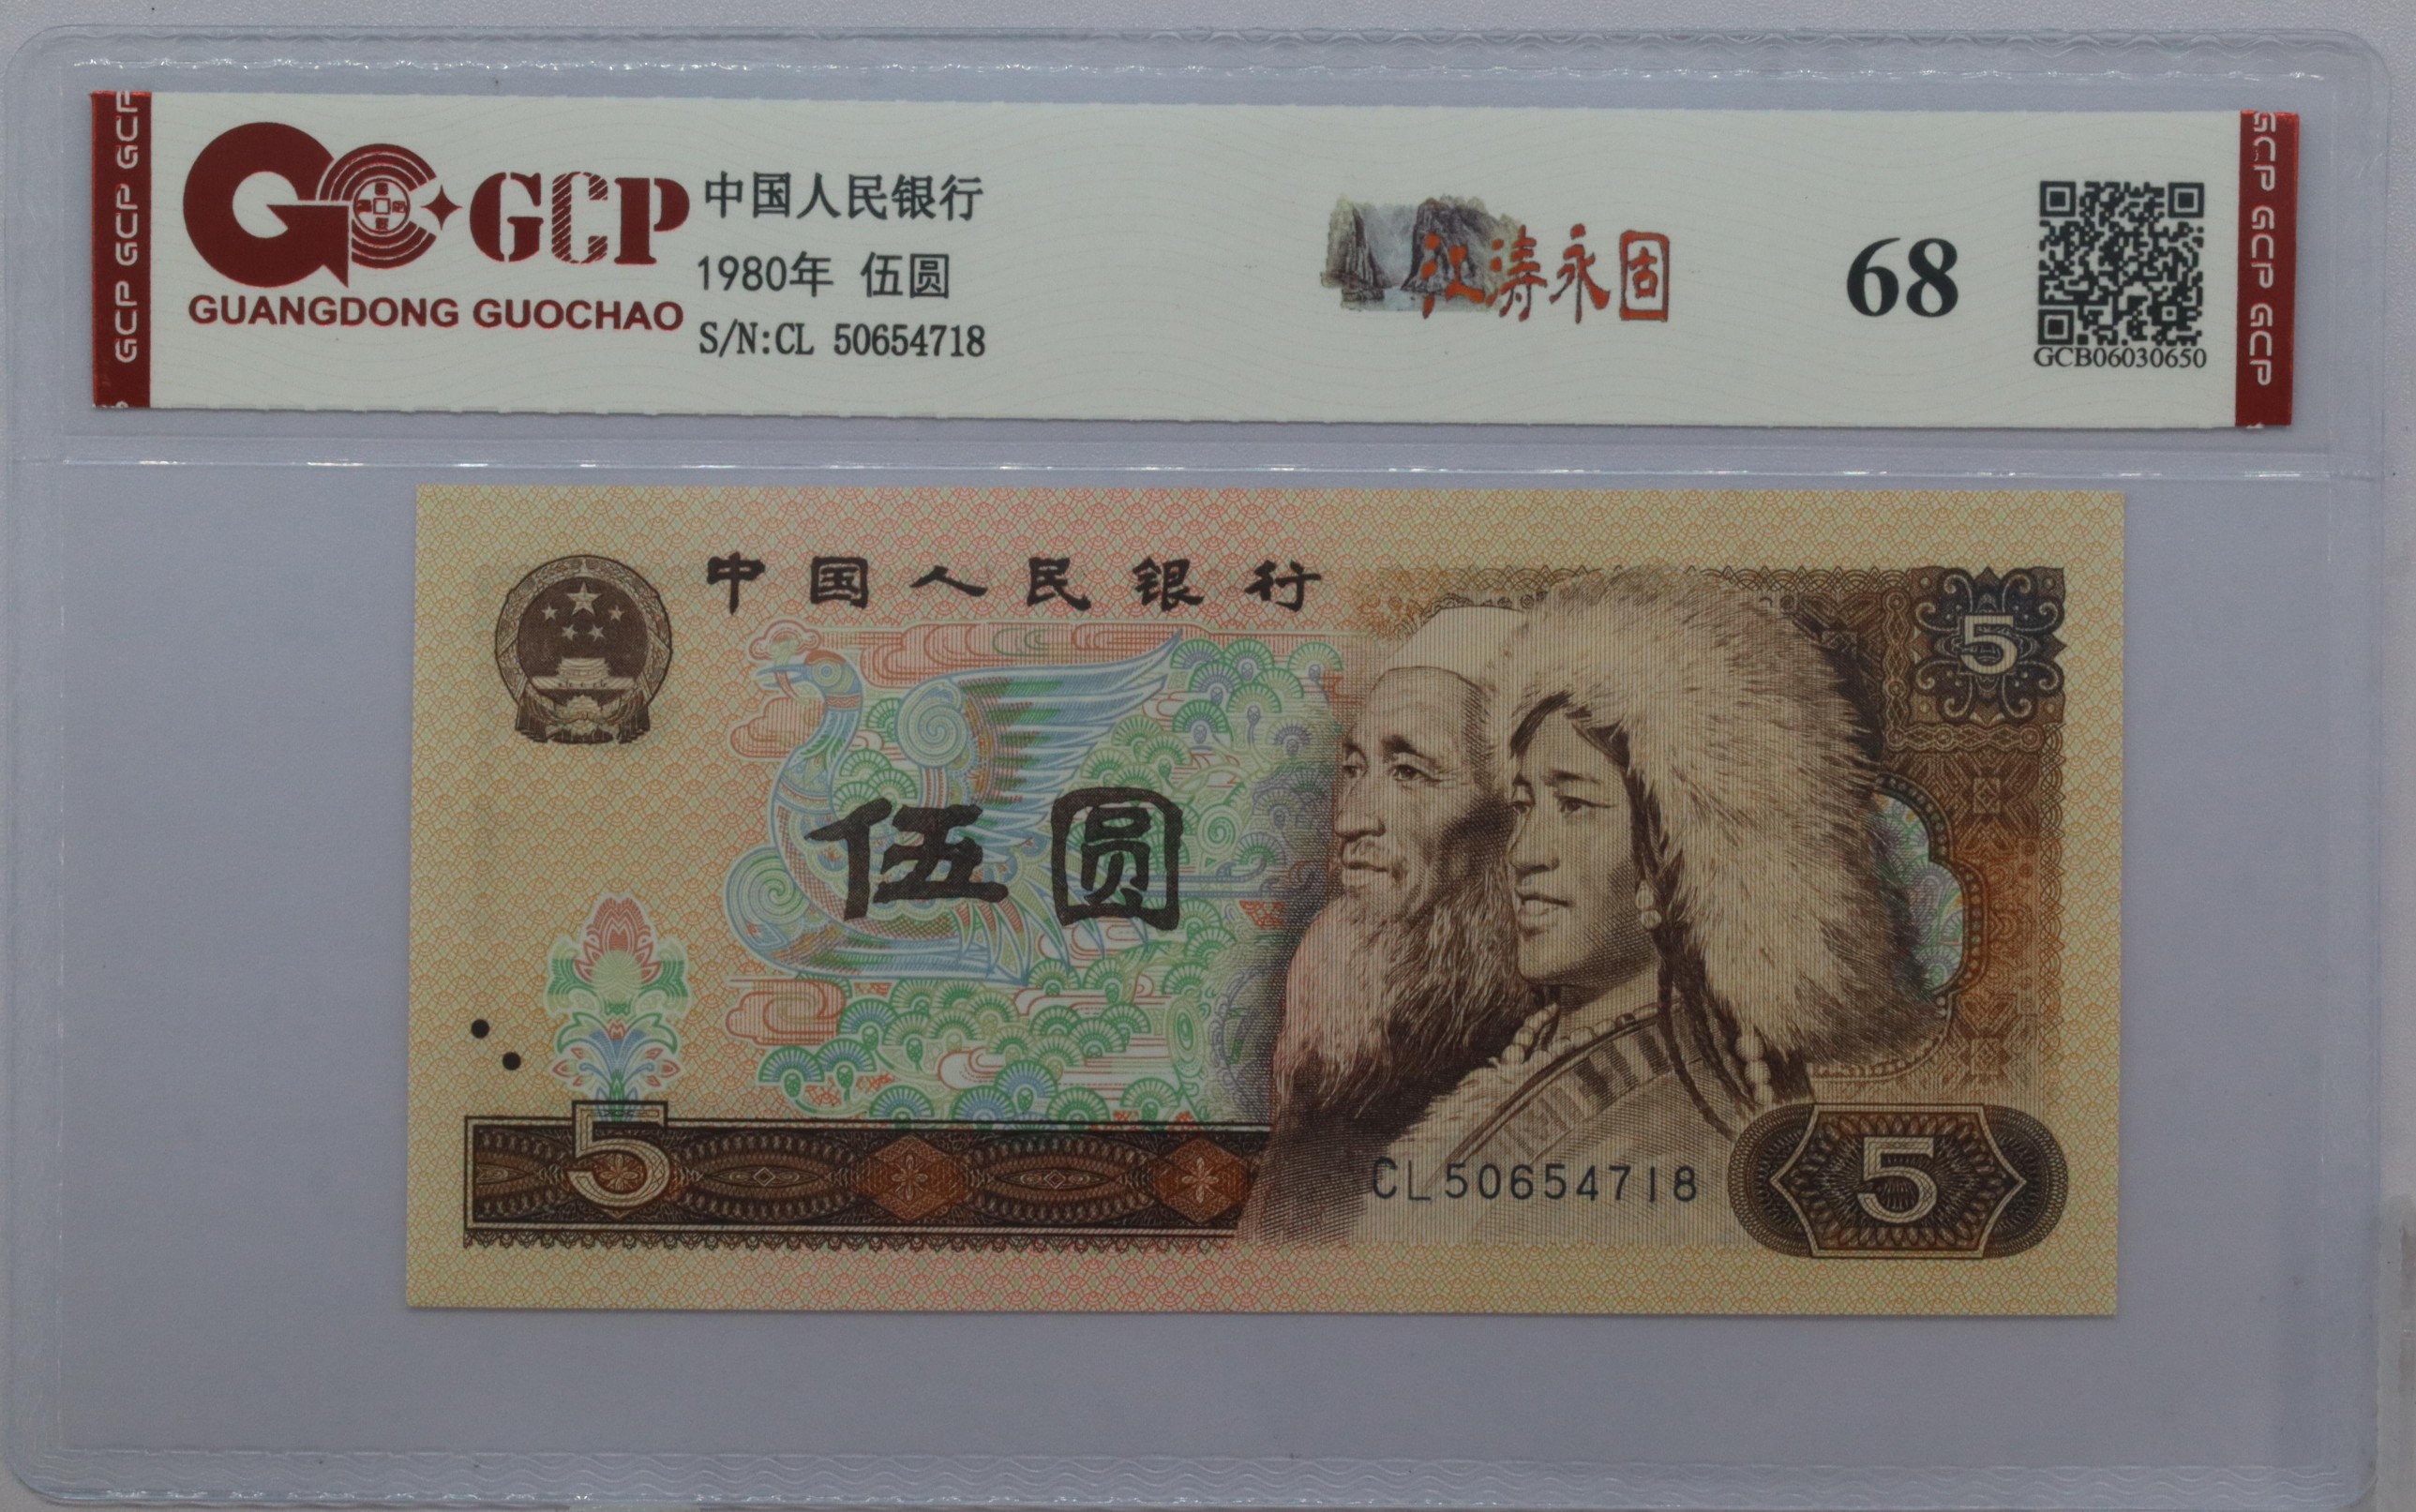 GCP GCP GCP
GCP
中国人民银行
1980年 伍圆
GUANGDONG GUOCHAO
S/N:CL 50654718
江涛永固
68
GCB06030650
GCP GCP GCP
中国人民银行
5
伍圆
5
CL50654718
5